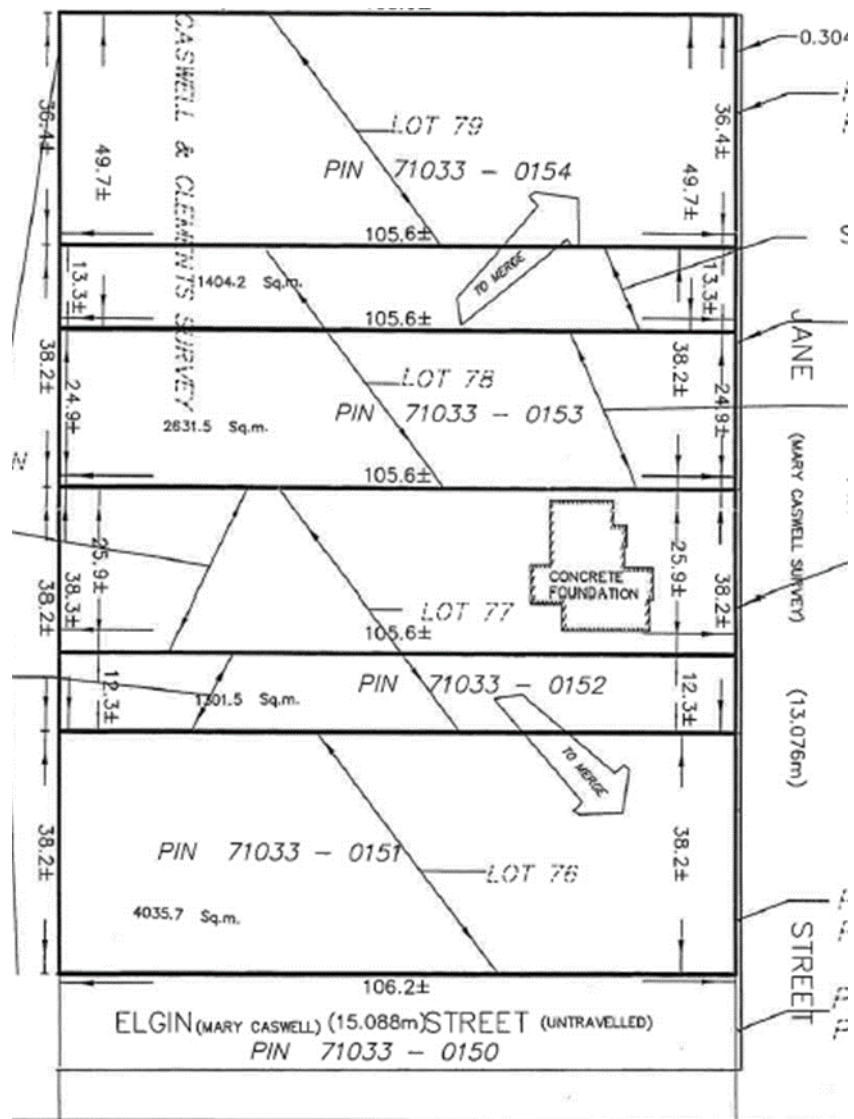 0.304
36.4±
49.7±
CASWELL & CLEMENTS SURVEY
LOT 79
PIN 71033 - 0154
49.7±
36.4±
105.6±
13.3±
1404.2 Sq.m.
TO MERGE
13.3±
105.6±
JANE
38.2±
24.9±
LOT 78
PIN 71033 - 0153
2631.5 Sq.m.
38.2±
24.9±
N
105.6±
(MARY CASWELL SURVEY)
38.2±
38.3±
25.9±
CONCRETE
FOUNDATION
LOT 77
25.9±
38.2±
105.6±
12.3±
PIN 71033 - 0152
1301.5 Sq.m.
12.3±
(13.076m)
TO MERGE
38.2±
PIN 71033 - 0151
LOT 76
38.2±
4035.7 Sq.m.
STREET
106.2±
ELGIN (MARY CASWELL) (15.088m) STREET (UNTRAVELLED)
PIN 71033 - 0150